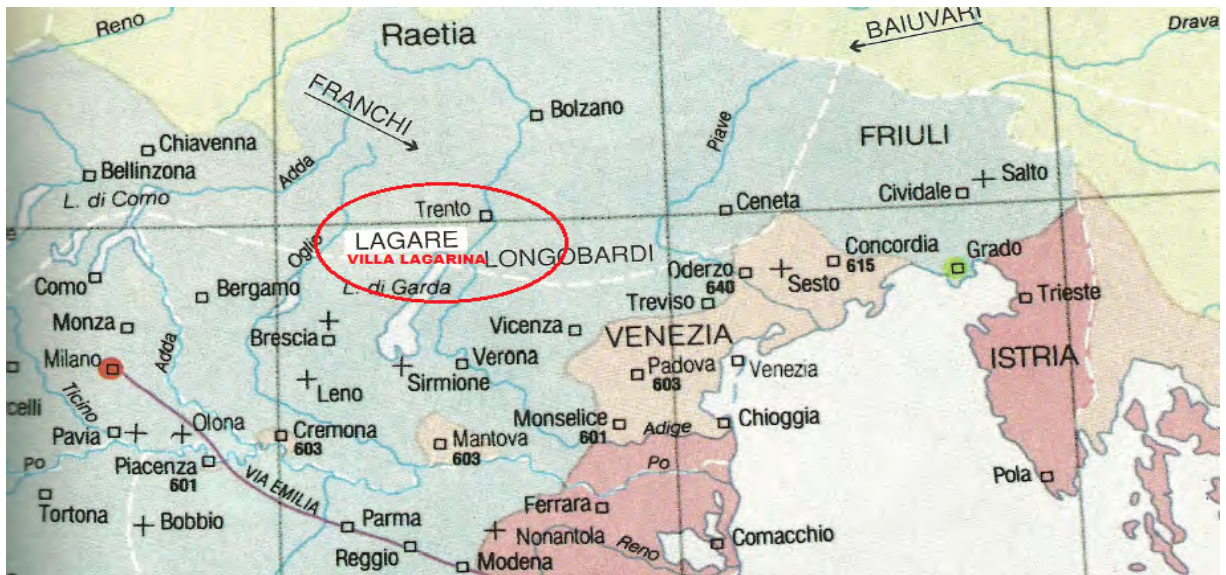 Reno
Raetia
BAIUVARI
Drava
FRANCHI
Bolzano
Piave
FRIULI
Chiavenna
Bellinzona
Adda
L. di Como
Salto
Cividale
Trento
Ceneta
LAGARE
VILLA LAGARINA
LONGOBARDI
Oglio
L. di Garda
Concordia
615
Grado
Oderzo
640
Sesto
Como
Bergamo
Treviso
Trieste
Monza
Adda
Brescia
Vicenza
VENEZIA
ISTRIA
Milano
Verona
Padova
603
Venezia
Sirmione
Leno
Ticino
celli
Olona
Monselice
601
Adige
Chioggia
Pavia
Cremona
603
Mantova
603
Po
Piacenza
601
VIA EMILIA
Po
Pola
Tortona
Bobbio
Parma
Ferrara
Nonantola
Reno
Comacchio
Reggio
Modena